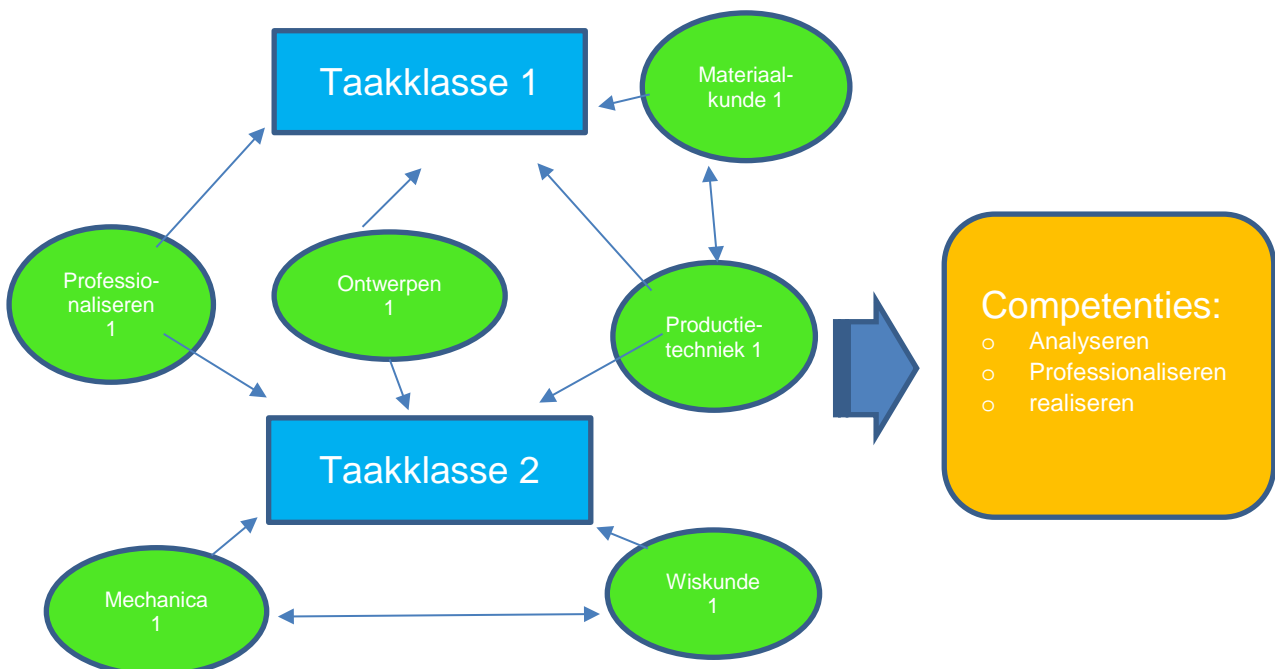 Taakklasse 1
Materiaal-
kunde 1
Professio-
naliseren
1
Ontwerpen
1
Productie-
techniek 1
Competenties:
o Analyseren
o Professionaliseren
o realiseren
Taakklasse 2
Mechanica
1
Wiskunde
1